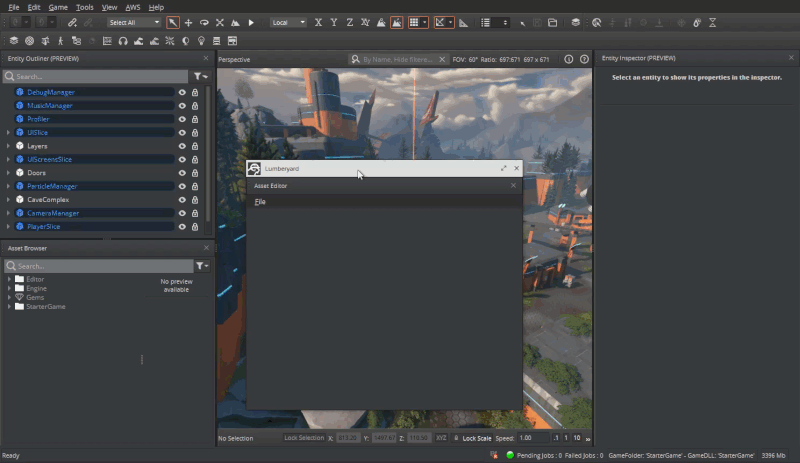 File Edit Game Tools View AWS Help
Select All
Local
X Y Z XY
Entity Outliner (PREVIEW)
Search...
DebugManager
MusicManager
Profiler
UISlice
Layers
UIScreensSlice
Doors
ParticleManager
CaveComplex
CameraManager
PlayerSlice
Asset Browser
Search...
Editor
Engine
Gems
StarterGame
No preview
available
Perspective
By Name, Hide filtere...
FOV: 60° Ratio: 697:671 697 x 671
Lumberyard
Asset Editor
File
Entity Inspector (PREVIEW)
Select an entity to show its properties in the inspector.
No Selection Lock Selection X: Y: Z: XYZ Lock Scale Speed: 1.00 .1 1 10
Ready
Pending Jobs : 0 Failed Jobs : 0 GameFolder: 'StarterGame' - GameDLL: 'StarterGame' 3396 Mb